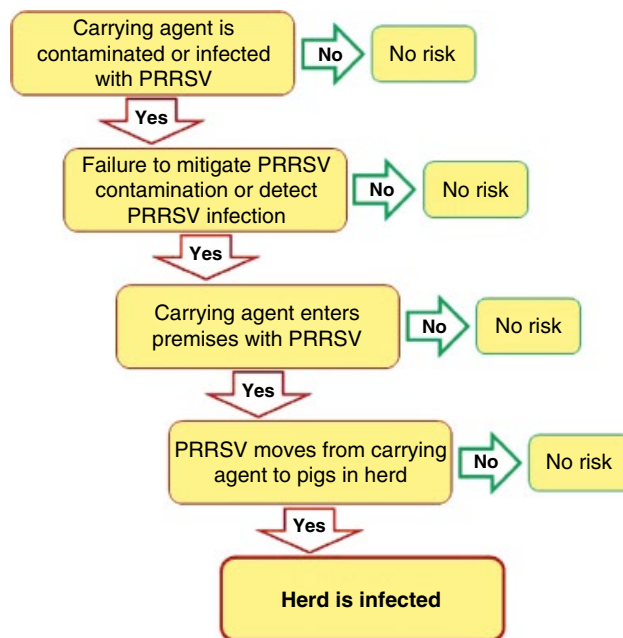 Carrying agent is
contaminated or infected
with PRRSV
No
No risk
Yes
Failure to mitigate PRRSV
contamination or detect
PRRSV infection
No
No risk
Yes
Carrying agent enters
premises with PRRSV
No
No risk
Yes
PRRSV moves from carrying
agent to pigs in herd
No
No risk
Yes
Herd is infected